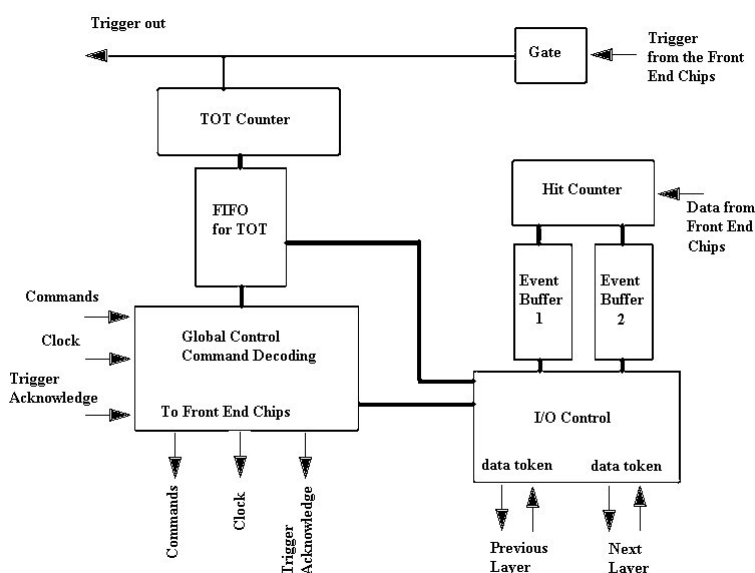 Trigger out
Gate
Trigger
from the Front
End Chips
TOT Counter
Hit Counter
Data from
Front End
Chips
FIFO
for TOT
Event
Buffer
1
Event
Buffer
2
Commands
Clock
Trigger
Acknowledge
Global Control
Command Decoding
To Front End Chips
I/O Control
data token
data token
Commands
Clock
Trigger
Acknowledge
Previous
Layer
Next
Layer